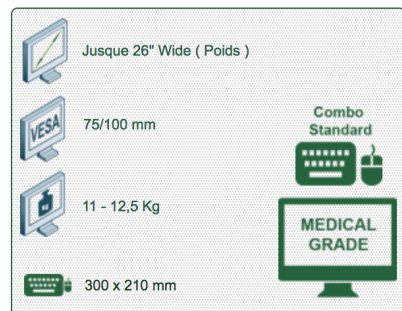 Jusque 26" Wide ( Poids )
VESA
75/100 mm
11 - 12,5 Kg
300 x 210 mm
Combo
Standard
MEDICAL
GRADE